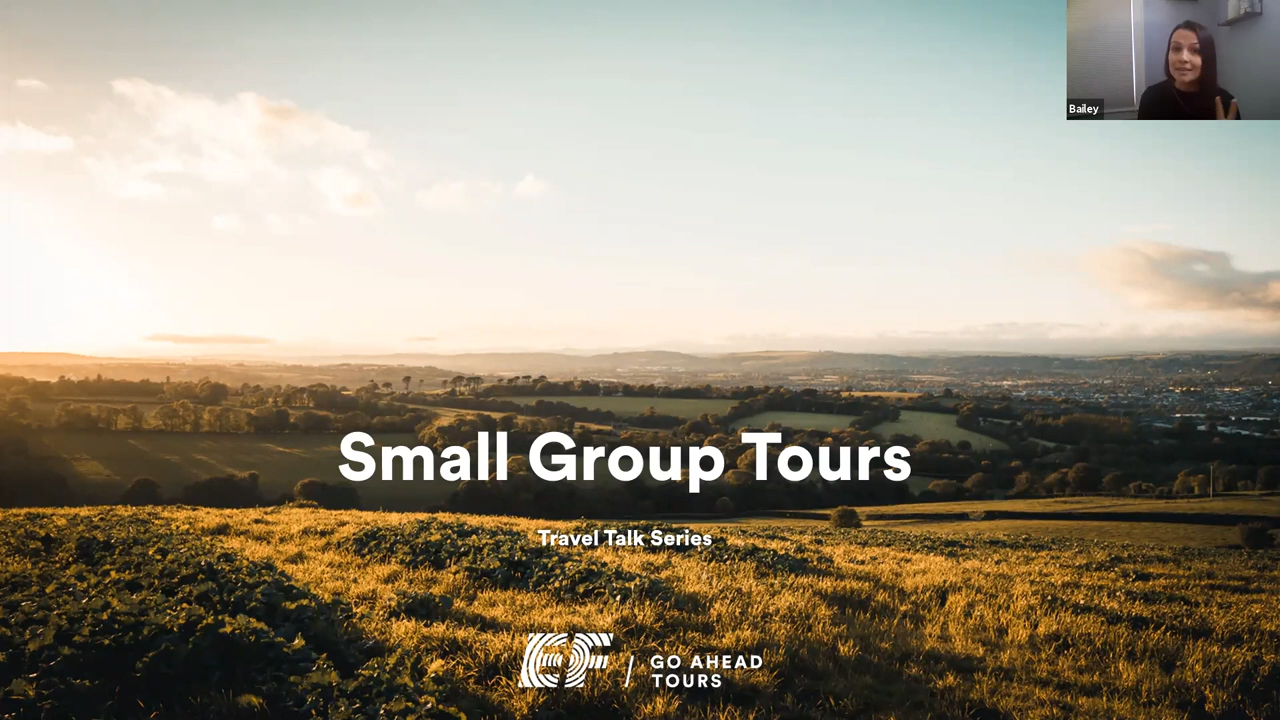 Bailey
Small Group Tours
Travel Talk Series
EF / GO AHEAD
TOURS